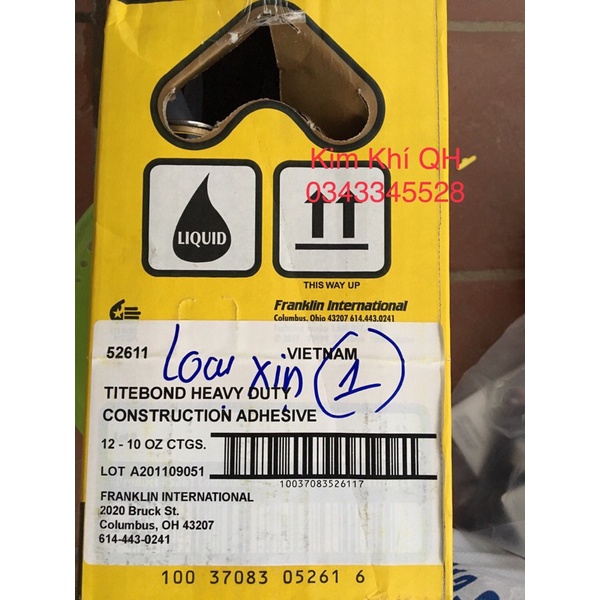 Kim Khí QH
0343345528
LIQUID
THIS WAY UP
Franklin International
Columbus, Ohio 43207 614.443.0241
52611 VIETNAM
Loại xịn (1)
TITEBOND HEAVY DUTY
CONSTRUCTION ADHESIVE
12 - 10 OZ CTGS.
LOT A201109051
10037083526117
FRANKLIN INTERNATIONAL
2020 Bruck St.
Columbus, OH 43207
614-443-0241
100 37083 05261 6